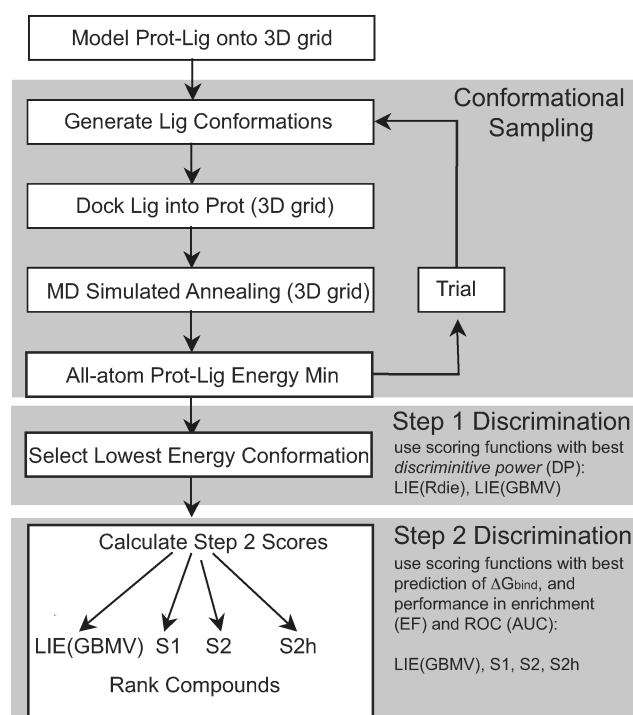 Model Prot-Lig onto 3D grid
Conformational
Sampling
Generate Lig Conformations
Dock Lig into Prot (3D grid)
MD Simulated Annealing (3D grid)
Trial
All-atom Prot-Lig Energy Min
Step 1 Discrimination
use scoring functions with best
discriminitive power (DP):
LIE(Rdie), LIE(GBMV)
Select Lowest Energy Conformation
Step 2 Discrimination
use scoring functions with best
prediction of ΔGbind, and
performance in enrichment
(EF) and ROC (AUC):
LIE(GBMV), S1, S2, S2h
Calculate Step 2 Scores
LIE(GBMV) S1 S2 S2h
Rank Compounds